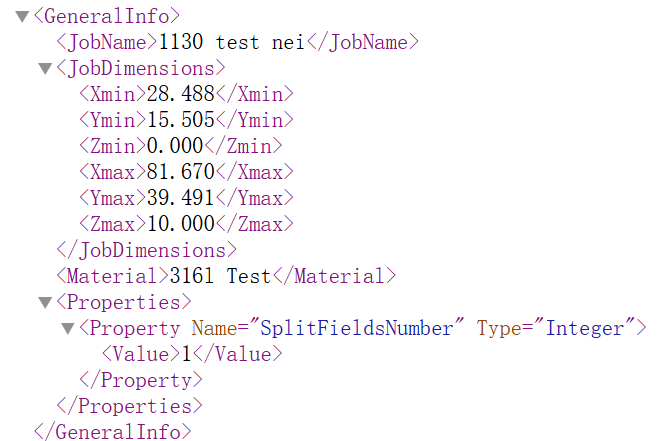 <GeneralInfo>
<JobName>1130 test nei</JobName>
<JobDimensions>
<Xmin>28.488</Xmin>
<Ymin>15.505</Ymin>
<Zmin>0.000</Zmin>
<Xmax>81.670</Xmax>
<Ymax>39.491</Ymax>
<Zmax>10.000</Zmax>
</JobDimensions>
<Material>316l Test</Material>
<Properties>
<Property Name="SplitFieldsNumber" Type="Integer">
<Value>1</Value>
</Property>
</Properties>
</GeneralInfo>